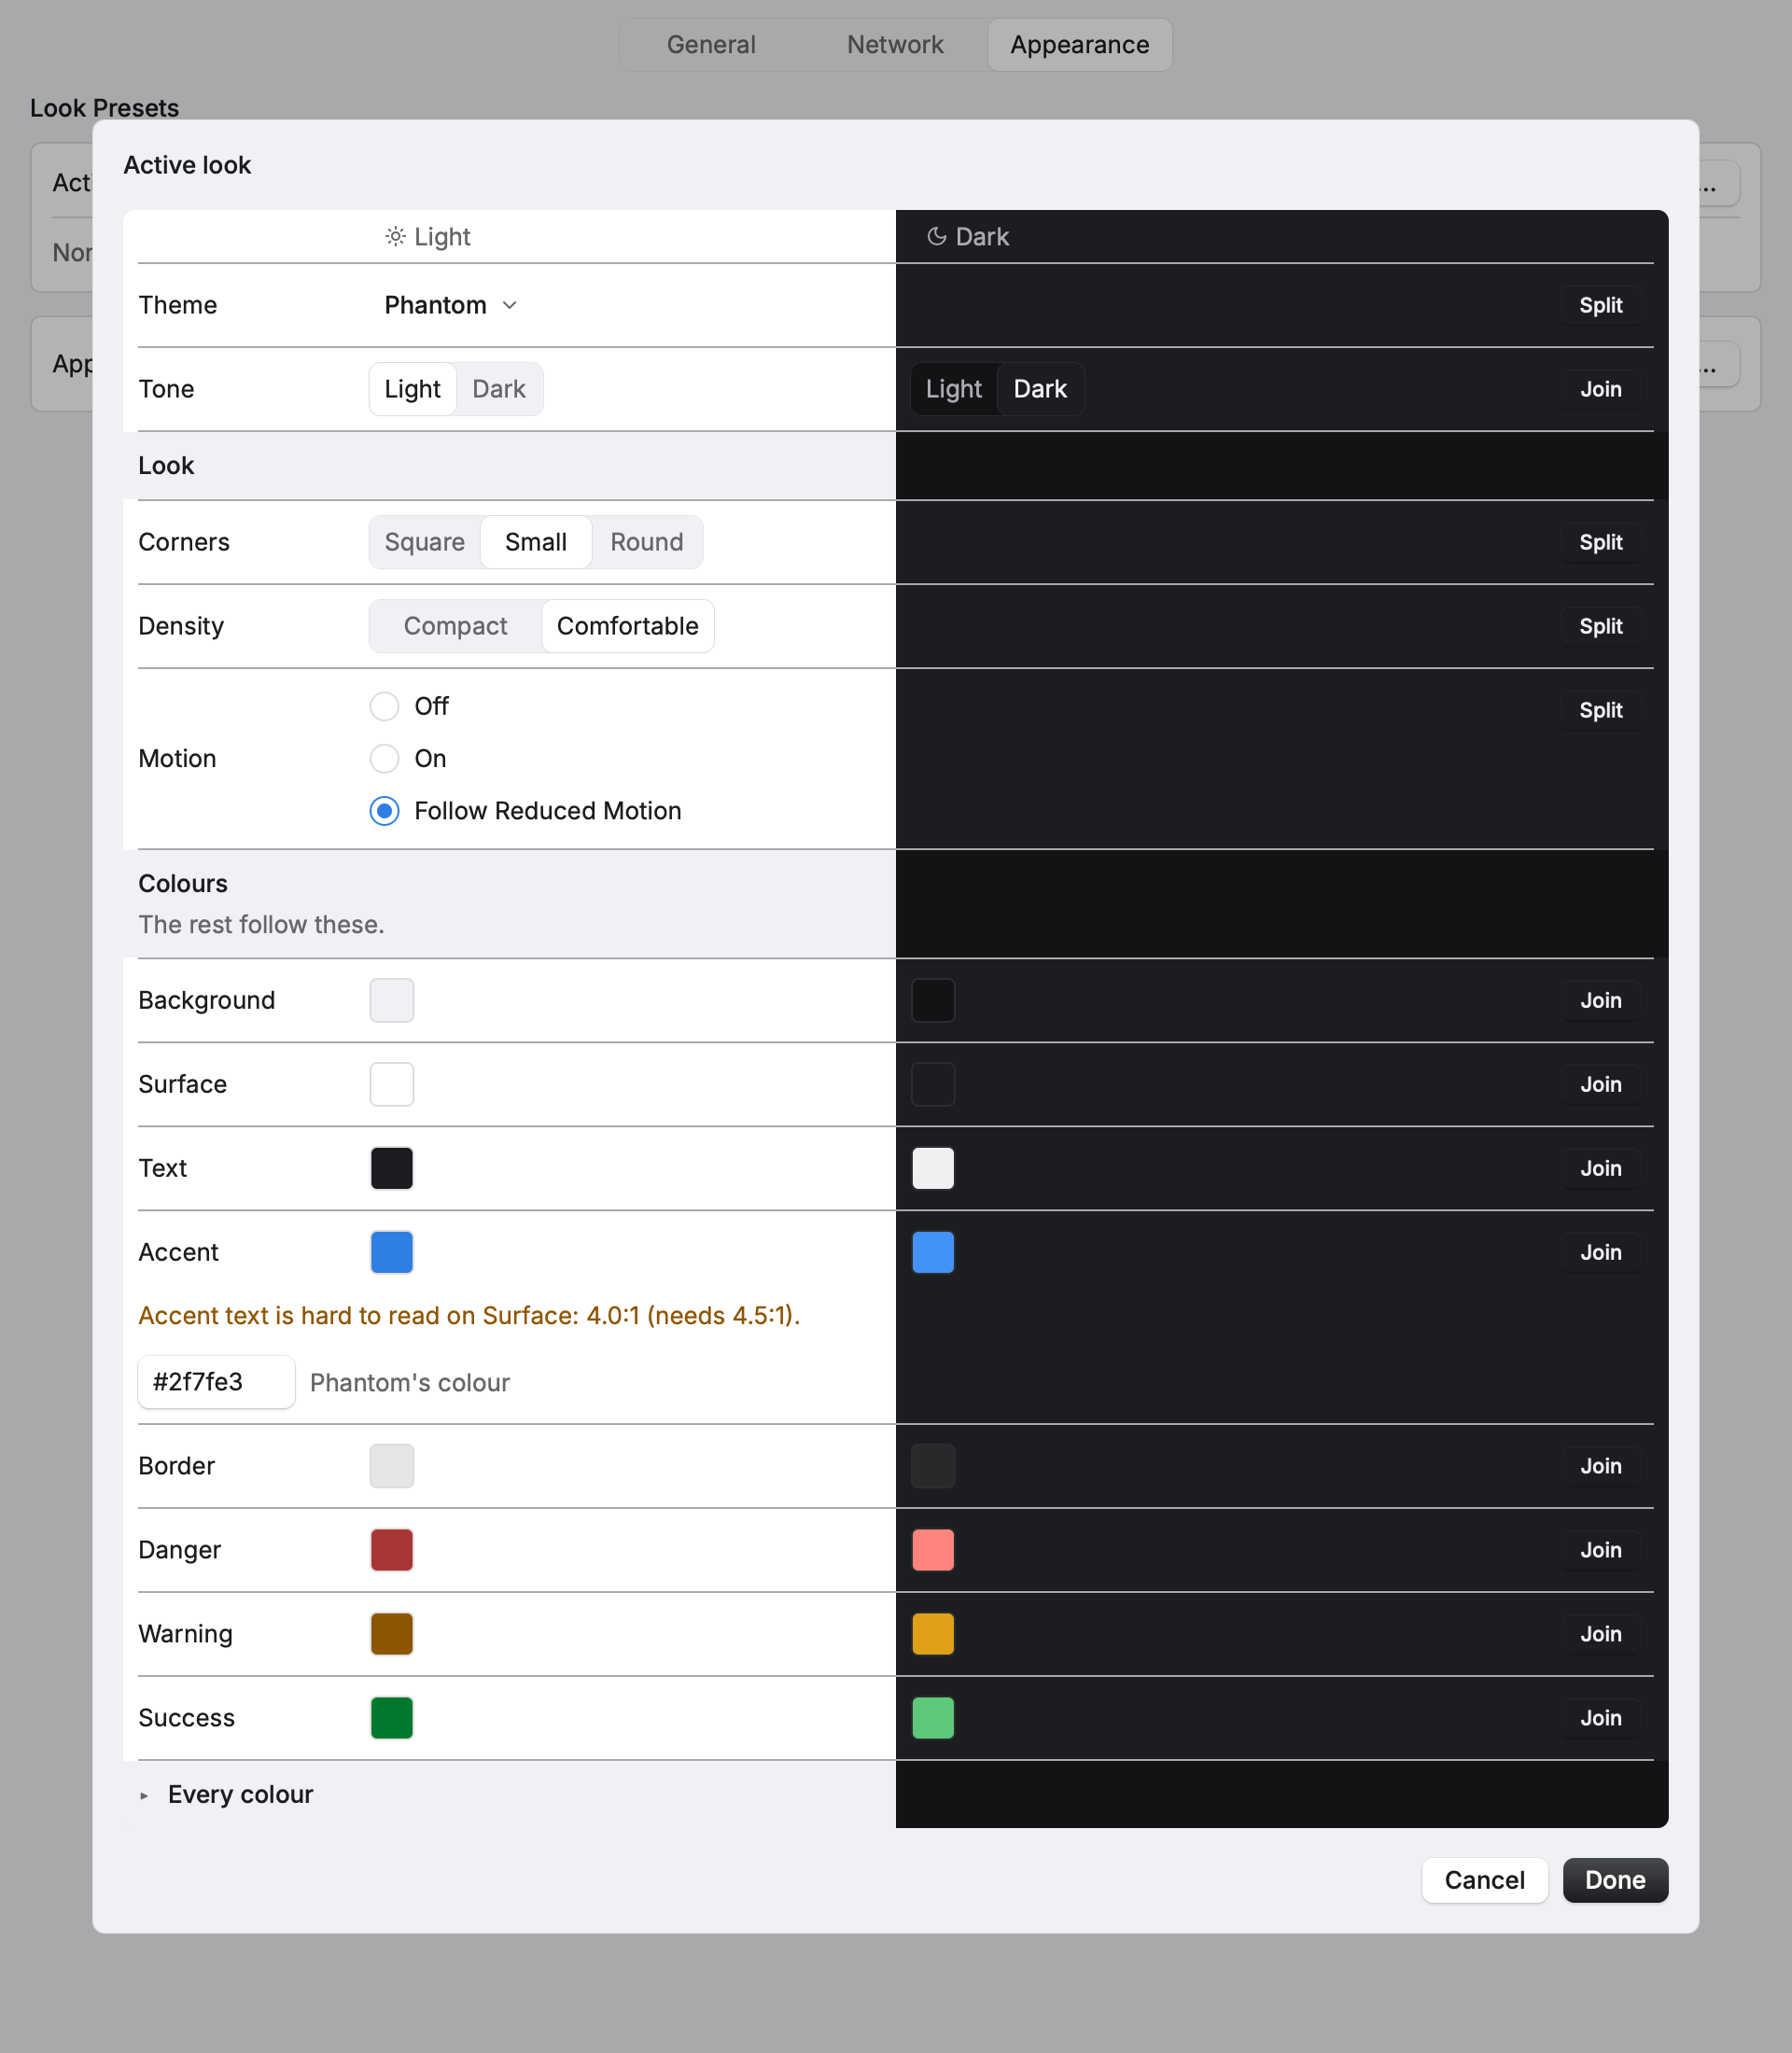 General Network Appearance
Look Presets
Active look
Light Dark
Theme Phantom Split
Tone Light Dark Light Dark Join
Look
Corners Square Small Round Split
Density Compact Comfortable Split
Motion Off Split
On
Follow Reduced Motion
Colours
The rest follow these.
Background Join
Surface Join
Text Join
Accent Join
Accent text is hard to read on Surface: 4.0:1 (needs 4.5:1).
#2f7fe3 Phantom's colour
Border Join
Danger Join
Warning Join
Success Join
Every colour
Cancel Done